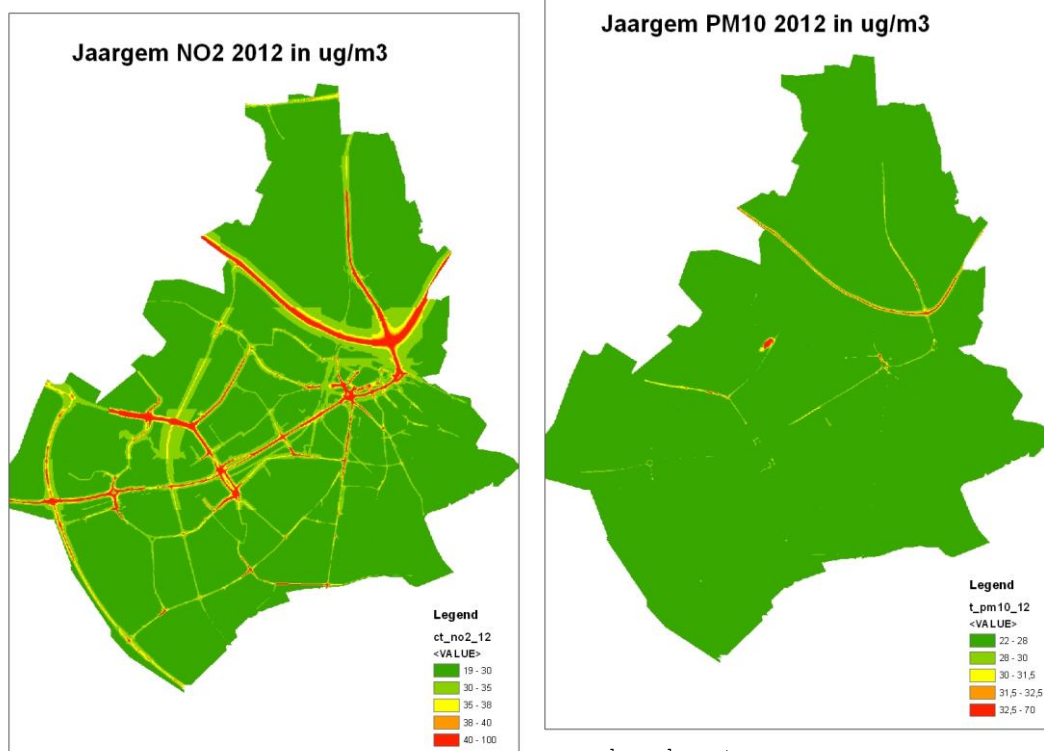 Jaargem NO2 2012 in ug/m3
Legend
ct_no2_12
<VALUE>
19 - 30
30 - 35
35 - 38
38 - 40
40 - 100
Jaargem PM10 2012 in ug/m3
Legend
t_pm10_12
<VALUE>
22 - 28
28 - 30
30 - 31,5
31,5 - 32,5
32,5 - 70